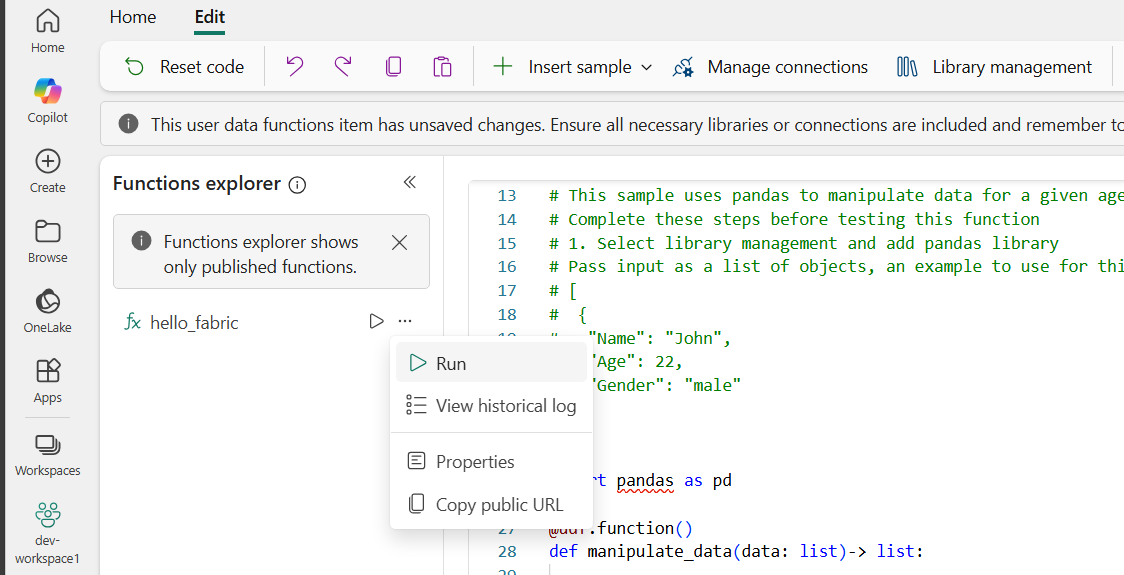 Home
Edit
Reset code
Insert sample
Manage connections
Library management
This user data functions item has unsaved changes. Ensure all necessary libraries or connections are included and remember to
Home
Copilot
Create
Browse
OneLake
Apps
Workspaces
dev-
workspace1
Functions explorer
Functions explorer shows
only published functions.
fx hello_fabric
...
Run
View historical log
Properties
Copy public URL
13 # This sample uses pandas to manipulate data for a given age
14 # Complete these steps before testing this function
15 # 1. Select library management and add pandas library
16 # Pass input as a list of objects, an example to use for thi
17 # [
18 # {
"Name": "John",
"Age": 22,
"Gender": "male"
rt pandas as pd
27 @udf.function()
28 def manipulate_data(data: list)-> list:
29